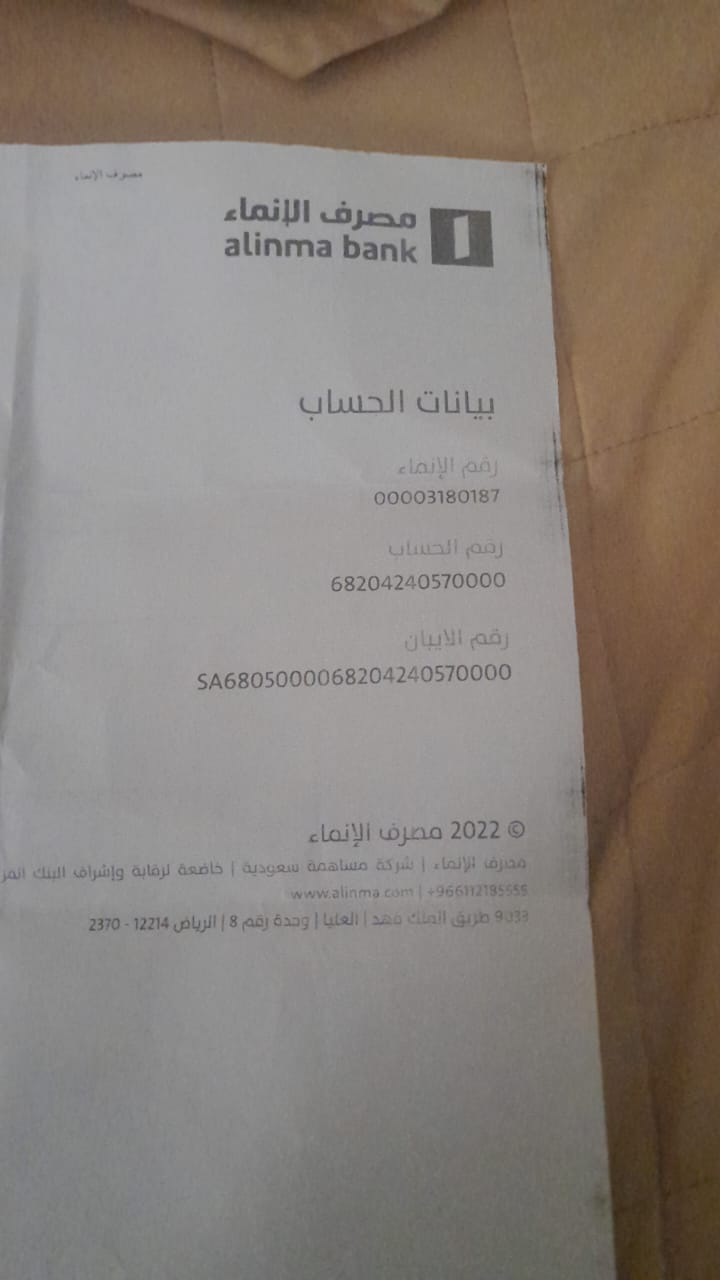 مصرف الإنماء
مصرف الإنماء
alinma bank
بيانات الحساب
رقم الإنماء
00003180187
رقم الحساب
68204240570000
رقم الايبان
SA6805000068204240570000
© 2022 مصرف الإنماء
مصرف الإنماء | شركة مساهمة سعودية | خاضعة لرقابة وإشراف البنك
www.alinma.com |
9033 طريق الملك فهد | العليا | وحدة رقم 8 | الرياض 12214 - 2370